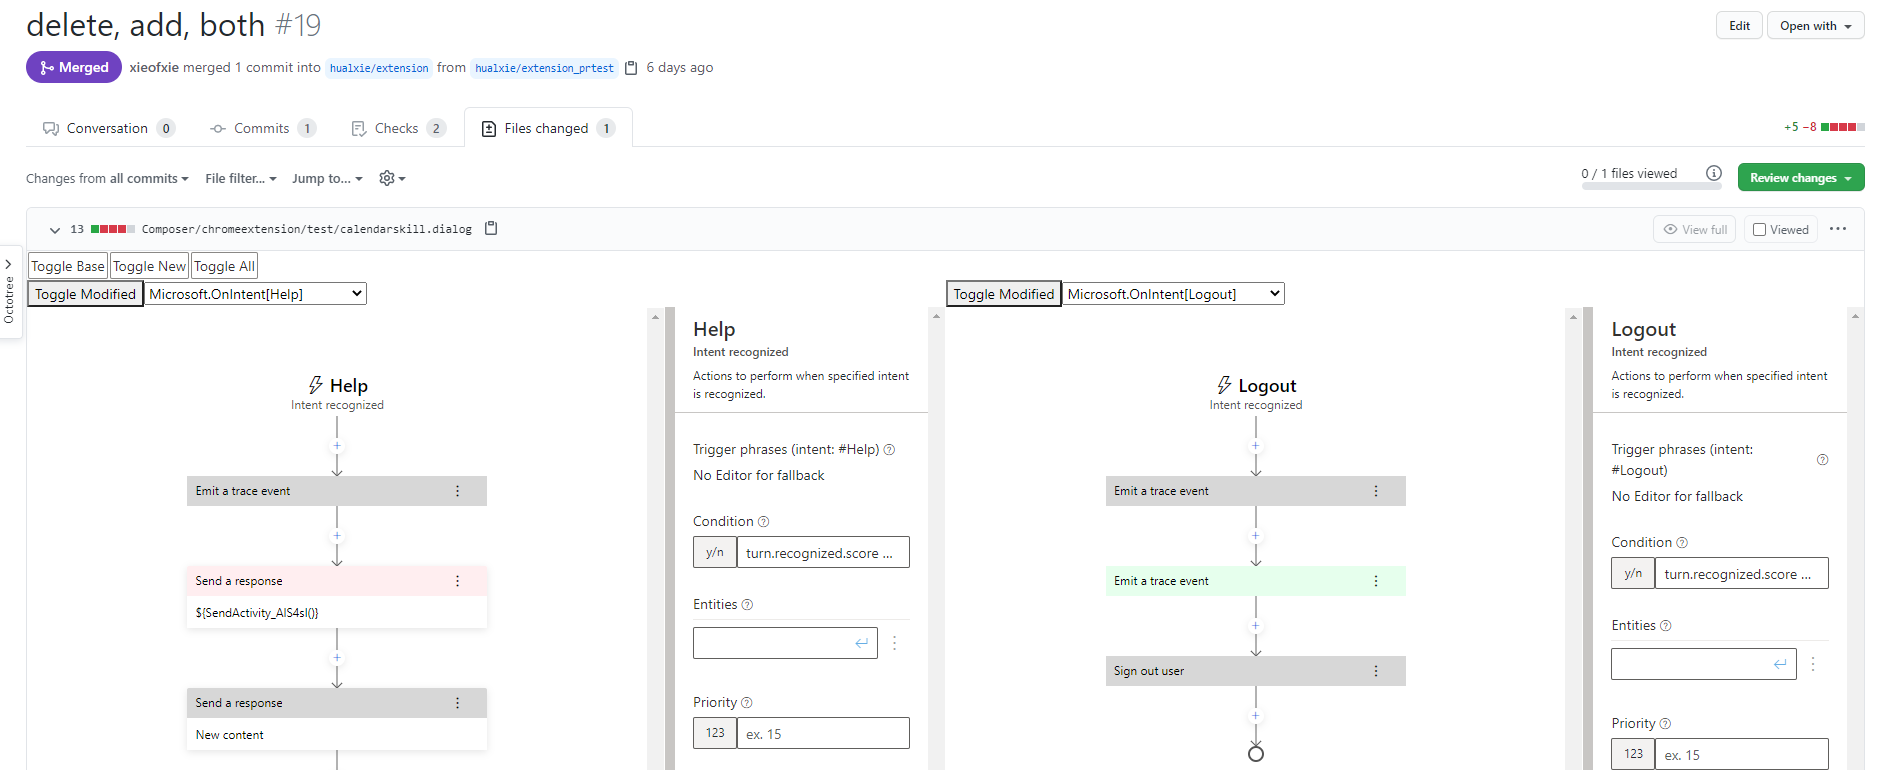 delete, add, both #19
Edit
Open with
Merged
xieofxie merged 1 commit into hualxie/extension from hualxie/extension_prtest 6 days ago
Conversation 0
Commits 1
Checks 2
Files changed 1
+5 −8
Changes from all commits
File filter...
Jump to...
0 / 1 files viewed
Review changes
13 Composer/chromeextension/test/calendarskill.dialog
View full
Viewed
Octotree
Toggle Base
Toggle New
Toggle All
Toggle Modified
Microsoft.OnIntent[Help]
Help
Intent recognized
Emit a trace event
Send a response
${SendActivity_AlS4sI()}
Send a response
New content
Help
Intent recognized
Actions to perform when specified intent
is recognized.
Trigger phrases (intent: #Help)
No Editor for fallback
Condition
y/n
turn.recognized.score ...
Entities
Priority
123
ex. 15
Toggle Modified
Microsoft.OnIntent[Logout]
Logout
Intent recognized
Emit a trace event
Emit a trace event
Sign out user
Logout
Intent recognized
Actions to perform when specified intent
is recognized.
Trigger phrases (intent:
#Logout)
No Editor for fallback
Condition
y/n
turn.recognized.score ...
Entities
Priority
123
ex. 15